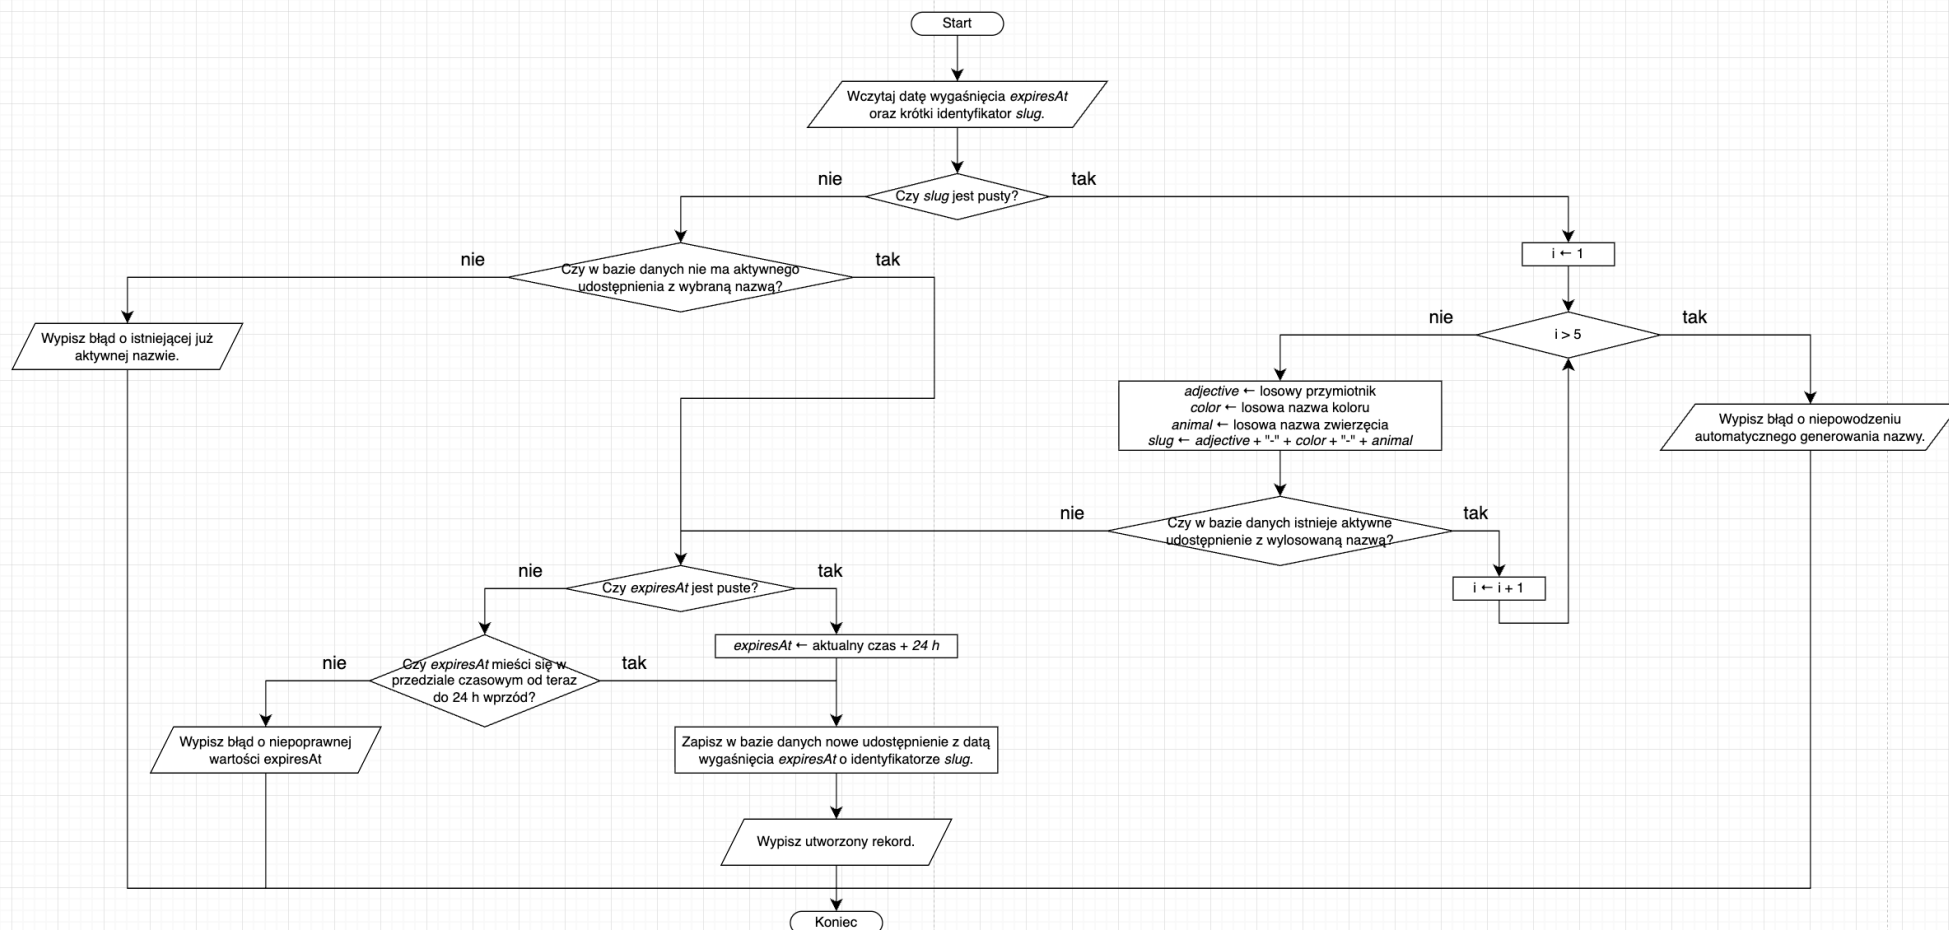 Start
Wczytaj datę wygaśnięcia expiresAt
oraz krótki identyfikator slug.
nie
tak
Czy slug jest pusty?
nie
tak
Czy w bazie danych nie ma aktywnego
udostępnienia z wybraną nazwą?
i ← 1
Wypisz błąd o istniejącej już
aktywnej nazwie.
nie
tak
i > 5
adjective ← losowy przymiotnik
color ← losowa nazwa koloru
animal ← losowa nazwa zwierzęcia
slug ← adjective + "-" + color + "-" + animal
Wypisz błąd o niepowodzeniu
automatycznego generowania nazwy.
nie
tak
Czy w bazie danych istnieje aktywne
udostępnienie z wylosowaną nazwą?
i ← i + 1
nie
tak
Czy expiresAt jest puste?
expiresAt ← aktualny czas + 24 h
nie
tak
Czy expiresAt mieści się w
przedziale czasowym od teraz
do 24 h wprzód?
Wypisz błąd o niepoprawnej
wartości expiresAt
Zapisz w bazie danych nowe udostępnienie z datą
wygaśnięcia expiresAt o identyfikatorze slug.
Wypisz utworzony rekord.
Koniec